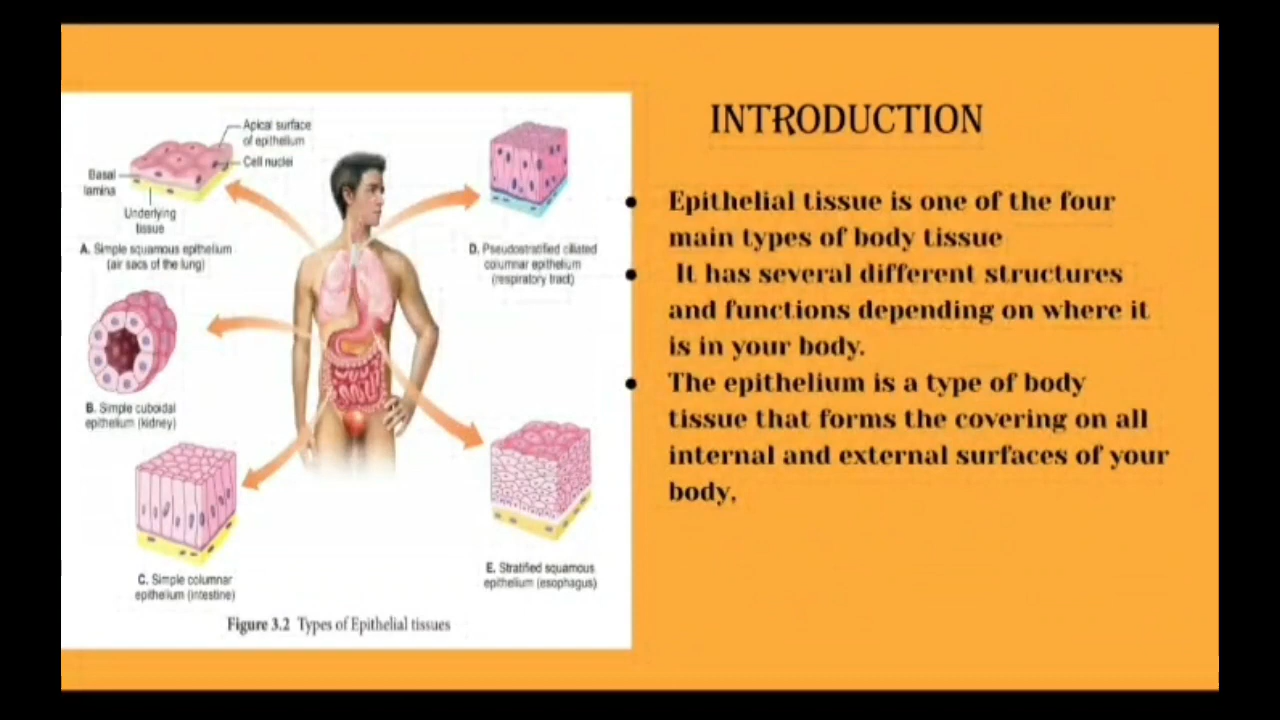 Apical surface
of epithelium
Cell nuclei
Basal
lamina
Underlying
tissue
A. Simple squamous epithelium
(air sacs of the lung)
B. Simple cuboidal
epithelium (kidney)
C. Simple columnar
epithelium (intestine)
D. Pseudostratified ciliated
columnar epithelium
(respiratory tract)
E. Stratified squamous
epithelium (esophagus)
Figure 3.2 Types of Epithelial tissues
INTRODUCTION
• Epithelial tissue is one of the four
main types of body tissue
• It has several different structures
and functions depending on where it
is in your body.
• The epithelium is a type of body
tissue that forms the covering on all
internal and external surfaces of your
body.